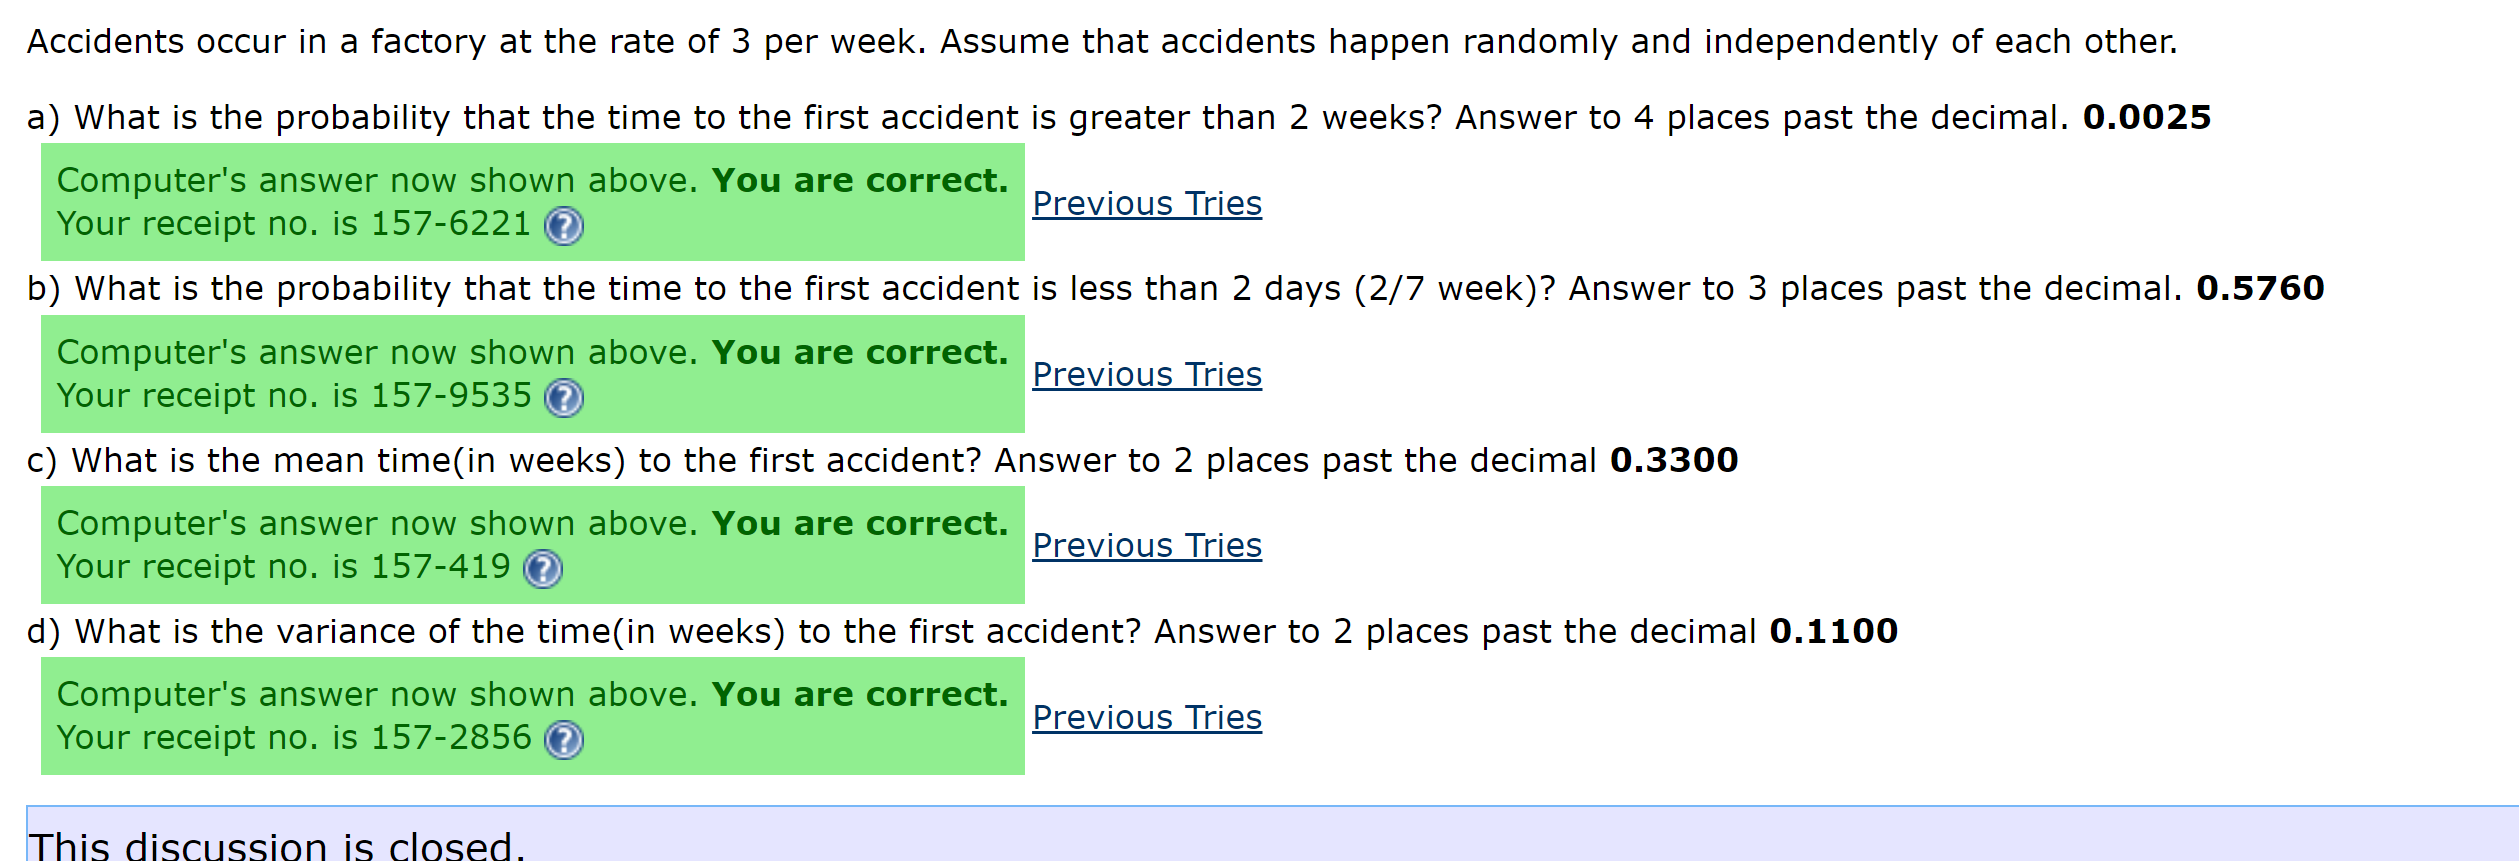 Accidents occur in a factory at the rate of 3 per week. Assume that accidents happen randomly and independently of each other.
a) What is the probability that the time to the first accident is greater than 2 weeks? Answer to 4 places past the decimal. 0.0025
Computer's answer now shown above. You are correct.
Your receipt no. is 157-6221 ?
Previous Tries
b) What is the probability that the time to the first accident is less than 2 days (2/7 week)? Answer to 3 places past the decimal. 0.5760
Computer's answer now shown above. You are correct.
Your receipt no. is 157-9535 ?
Previous Tries
c) What is the mean time(in weeks) to the first accident? Answer to 2 places past the decimal 0.3300
Computer's answer now shown above. You are correct.
Your receipt no. is 157-419 ?
Previous Tries
d) What is the variance of the time(in weeks) to the first accident? Answer to 2 places past the decimal 0.1100
Computer's answer now shown above. You are correct.
Your receipt no. is 157-2856 ?
Previous Tries
This discussion is closed.